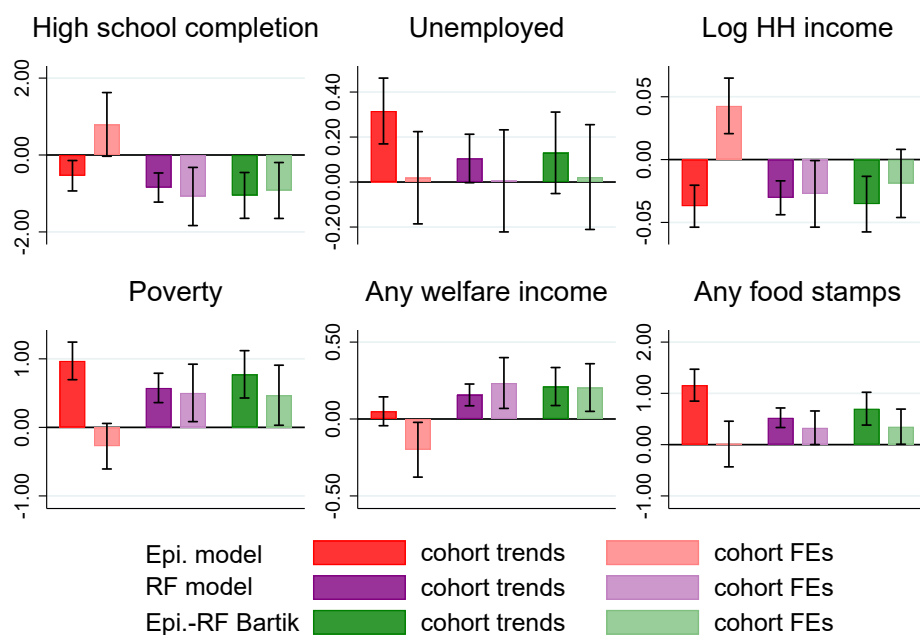 High school completion
2.00
0.00
-2.00
Unemployed
0.40
0.20
0.00
-0.20
Log HH income
0.05
0.00
-0.05
Poverty
1.00
0.00
-1.00
Any welfare income
0.50
0.00
-0.50
Any food stamps
2.00
1.00
0.00
-1.00
Epi. model cohort trends cohort FEs
RF model cohort trends cohort FEs
Epi.-RF Bartik cohort trends cohort FEs